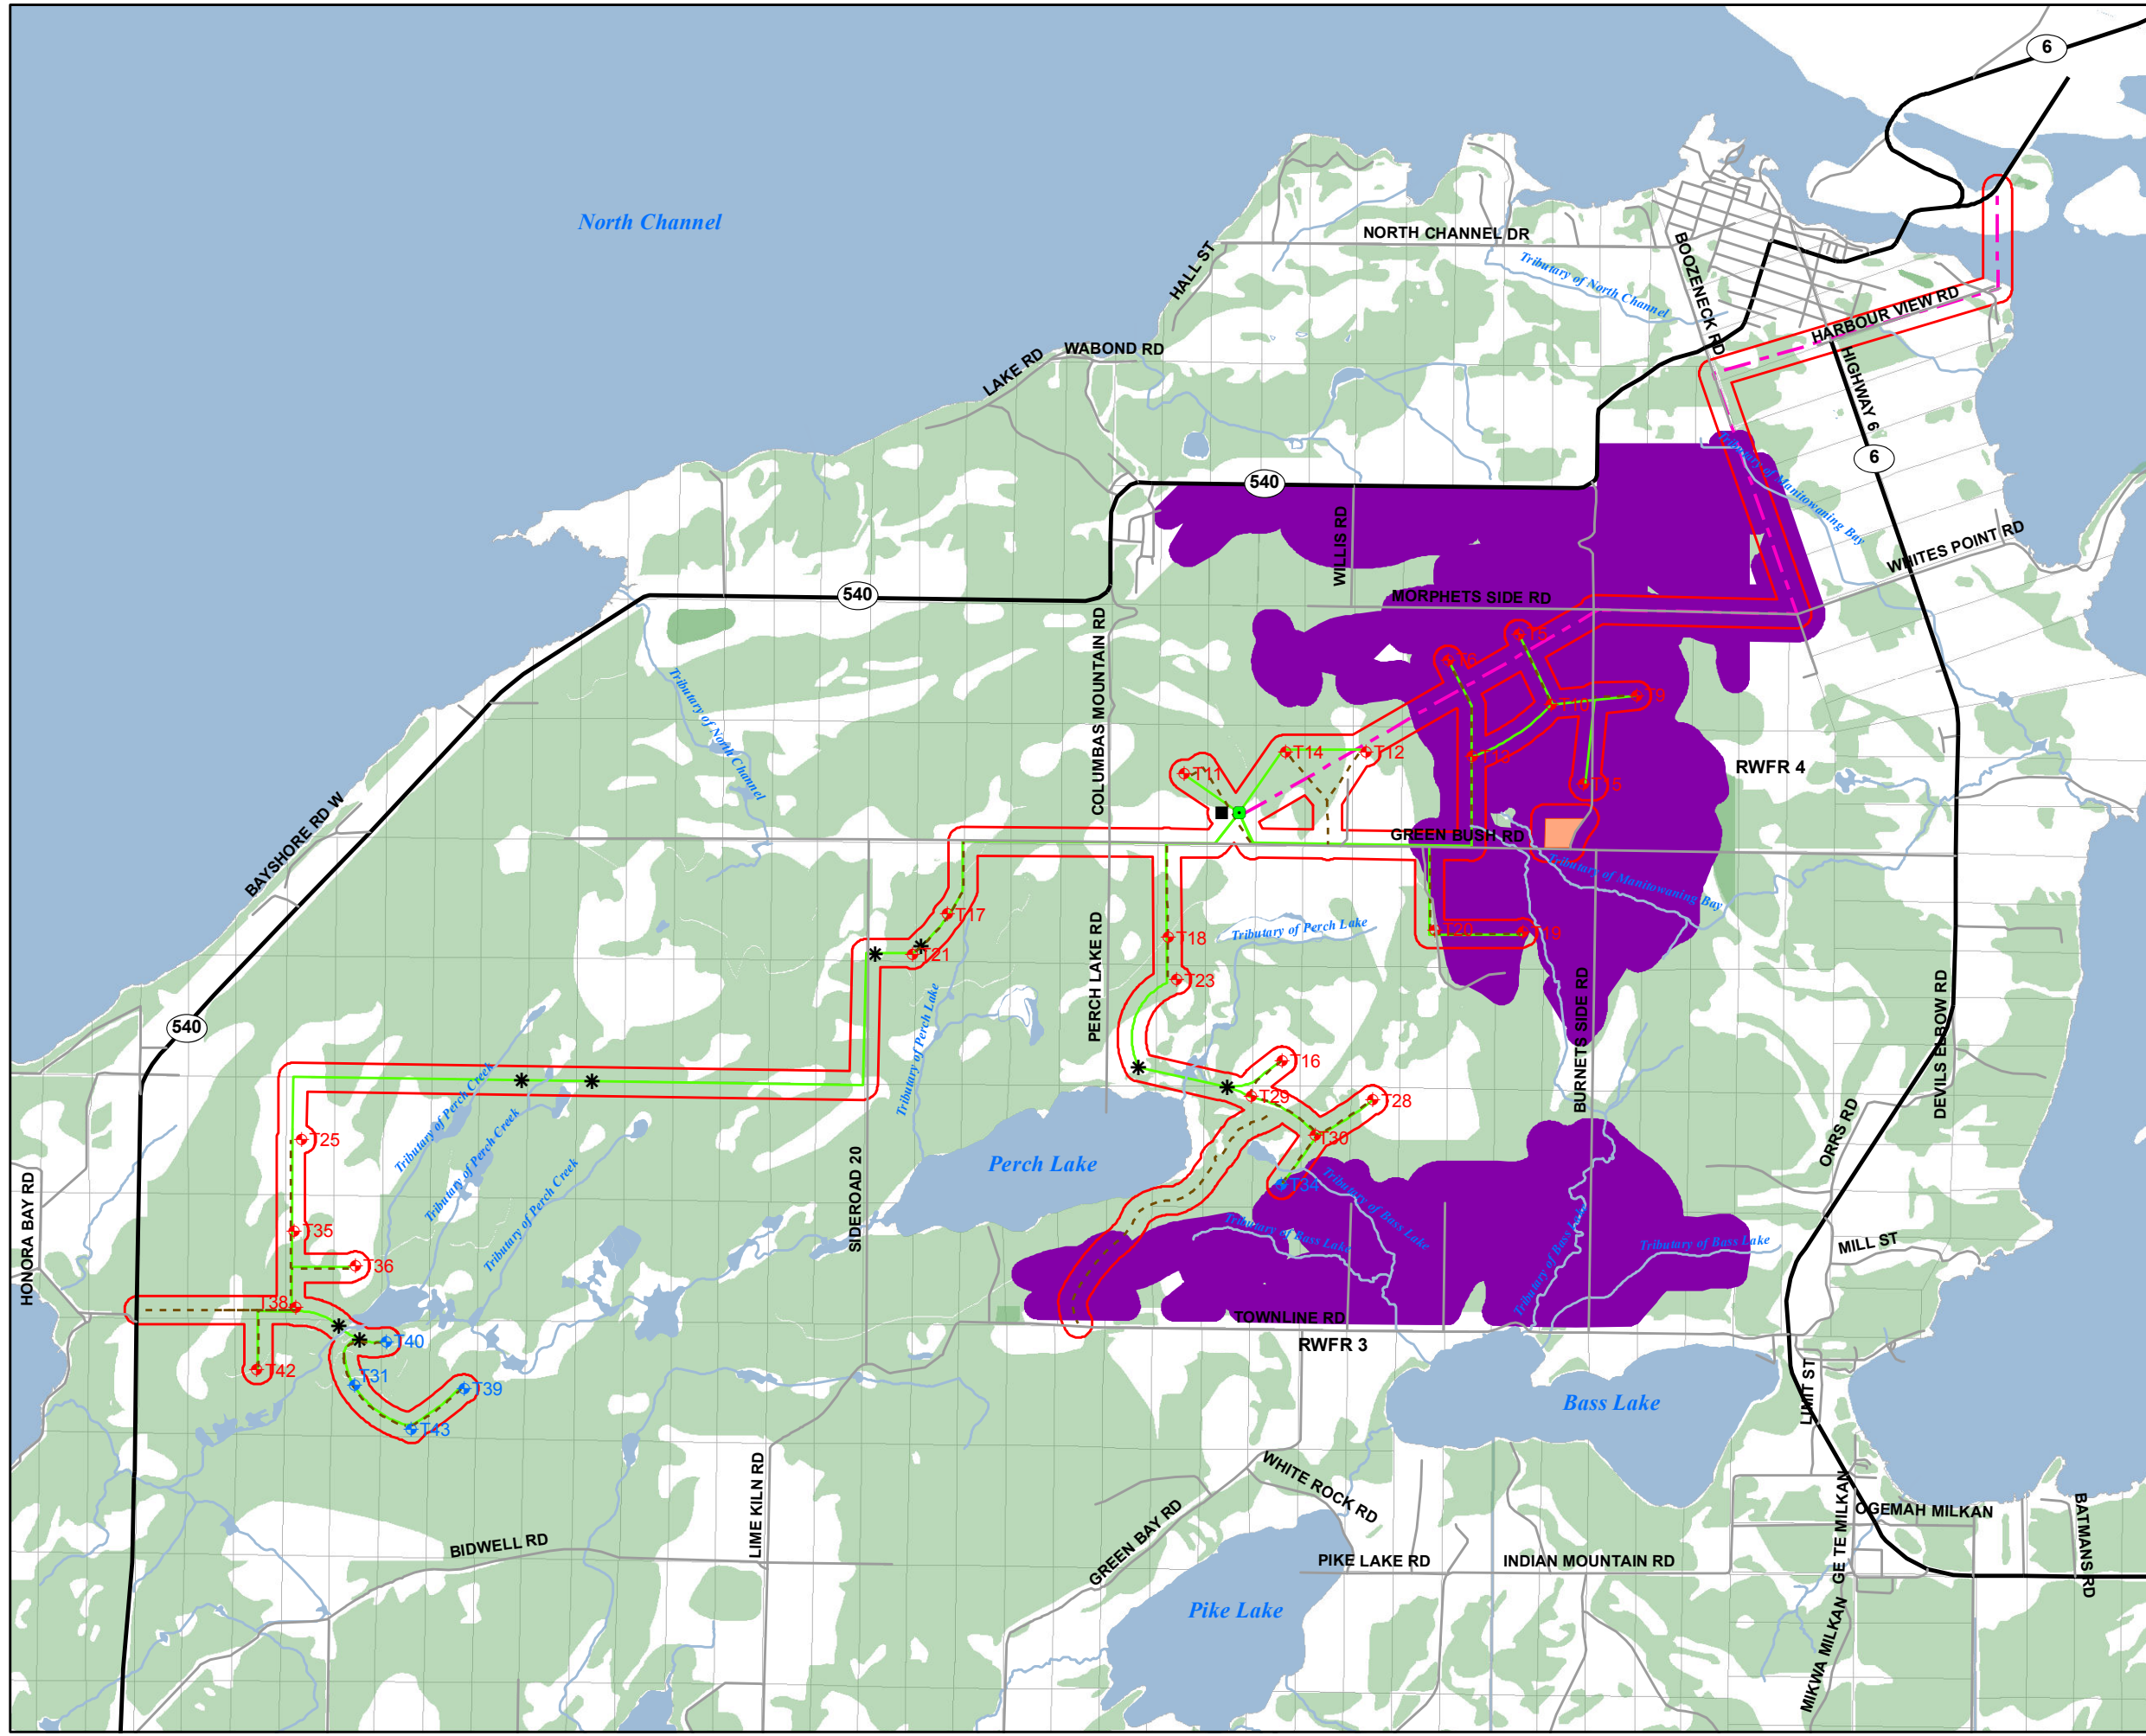 6
North Channel
NORTH CHANNEL DR
HALL ST
BOOZENECK RD
Tributary of North Channel
HARBOUR VIEW RD
WABOND RD
LAKE RD
HIGHWAY 6
6
540
Tributary of Manitowaning Bay
WILLIS RD
WHITES POINT RD
540
MORPHETS SIDE RD
COLUMBAS MOUNTAIN RD
Tributary of North Channel
T5
T6
T9
T10
T14
T12
T13
T11
T15
RWFR 4
BAYSHORE RD W
GREEN BUSH RD
Tributary of Manitowaning Bay
T17
T18
Tributary of Perch Lake
T20
T19
T21
PERCH LAKE RD
T23
BURNETS SIDE RD
DEVILS ELBOW RD
540
Tributary of Perch Lake
T16
T29
T28
Tributary of Perch Creek
T25
T30
ORRS RD
Tributary of Perch Creek
Perch Lake
T34
Tributary of Bass Lake
Tributary of Perch Creek
SIDEROAD 20
HONORA BAY RD
T35
Tributary of Bass Lake
Tributary of Bass Lake
Tributary of Bass Lake
MILL ST
T36
T38
TOWNLINE RD
RWFR 3
T40
T42
T31
T39
T43
Bass Lake
LIMIT ST
WHITE ROCK RD
LIME KILN RD
GREEN BAY RD
BIDWELL RD
PIKE LAKE RD
INDIAN MOUNTAIN RD
GE TE MILKAN
OGEMAH MILKAN
BATMANS RD
Pike Lake
MIKWA MILKAN